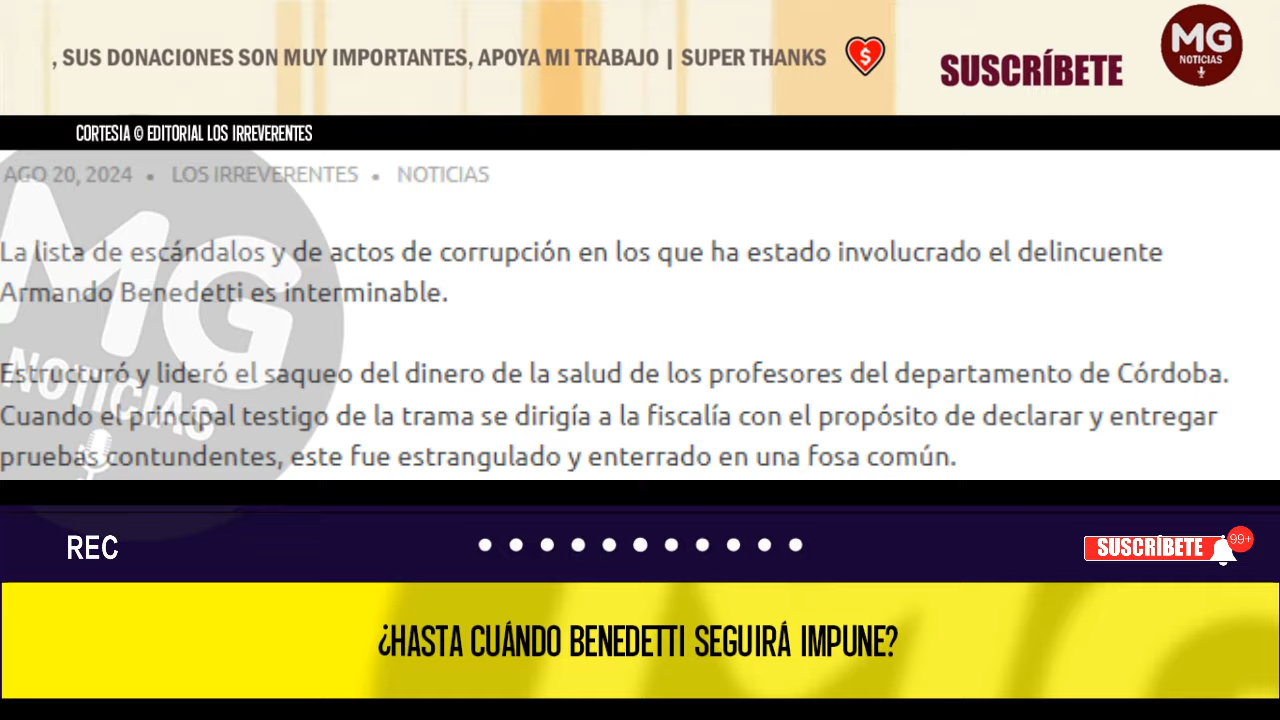 , SUS DONACIONES SON MUY IMPORTANTES, APOYA MI TRABAJO | SUPER THANKS
$
SUSCRÍBETE
MG
NOTICIAS
CORTESIA © EDITORIAL LOS IRREVERENTES
AGO 20, 2024 • LOS IRREVERENTES • NOTICIAS
La lista de escándalos y de actos de corrupción en los que ha estado involucrado el delincuente
Armando Benedetti es interminable.
Estructuró y lideró el saqueo del dinero de la salud de los profesores del departamento de Córdoba.
Cuando el principal testigo de la trama se dirigía a la fiscalía con el propósito de declarar y entregar
pruebas contundentes, este fue estrangulado y enterrado en una fosa común.
MG
NOTICIAS
REC
SUSCRÍBETE
99+
¿HASTA CUÁNDO BENEDETTI SEGUIRÁ IMPUNE?